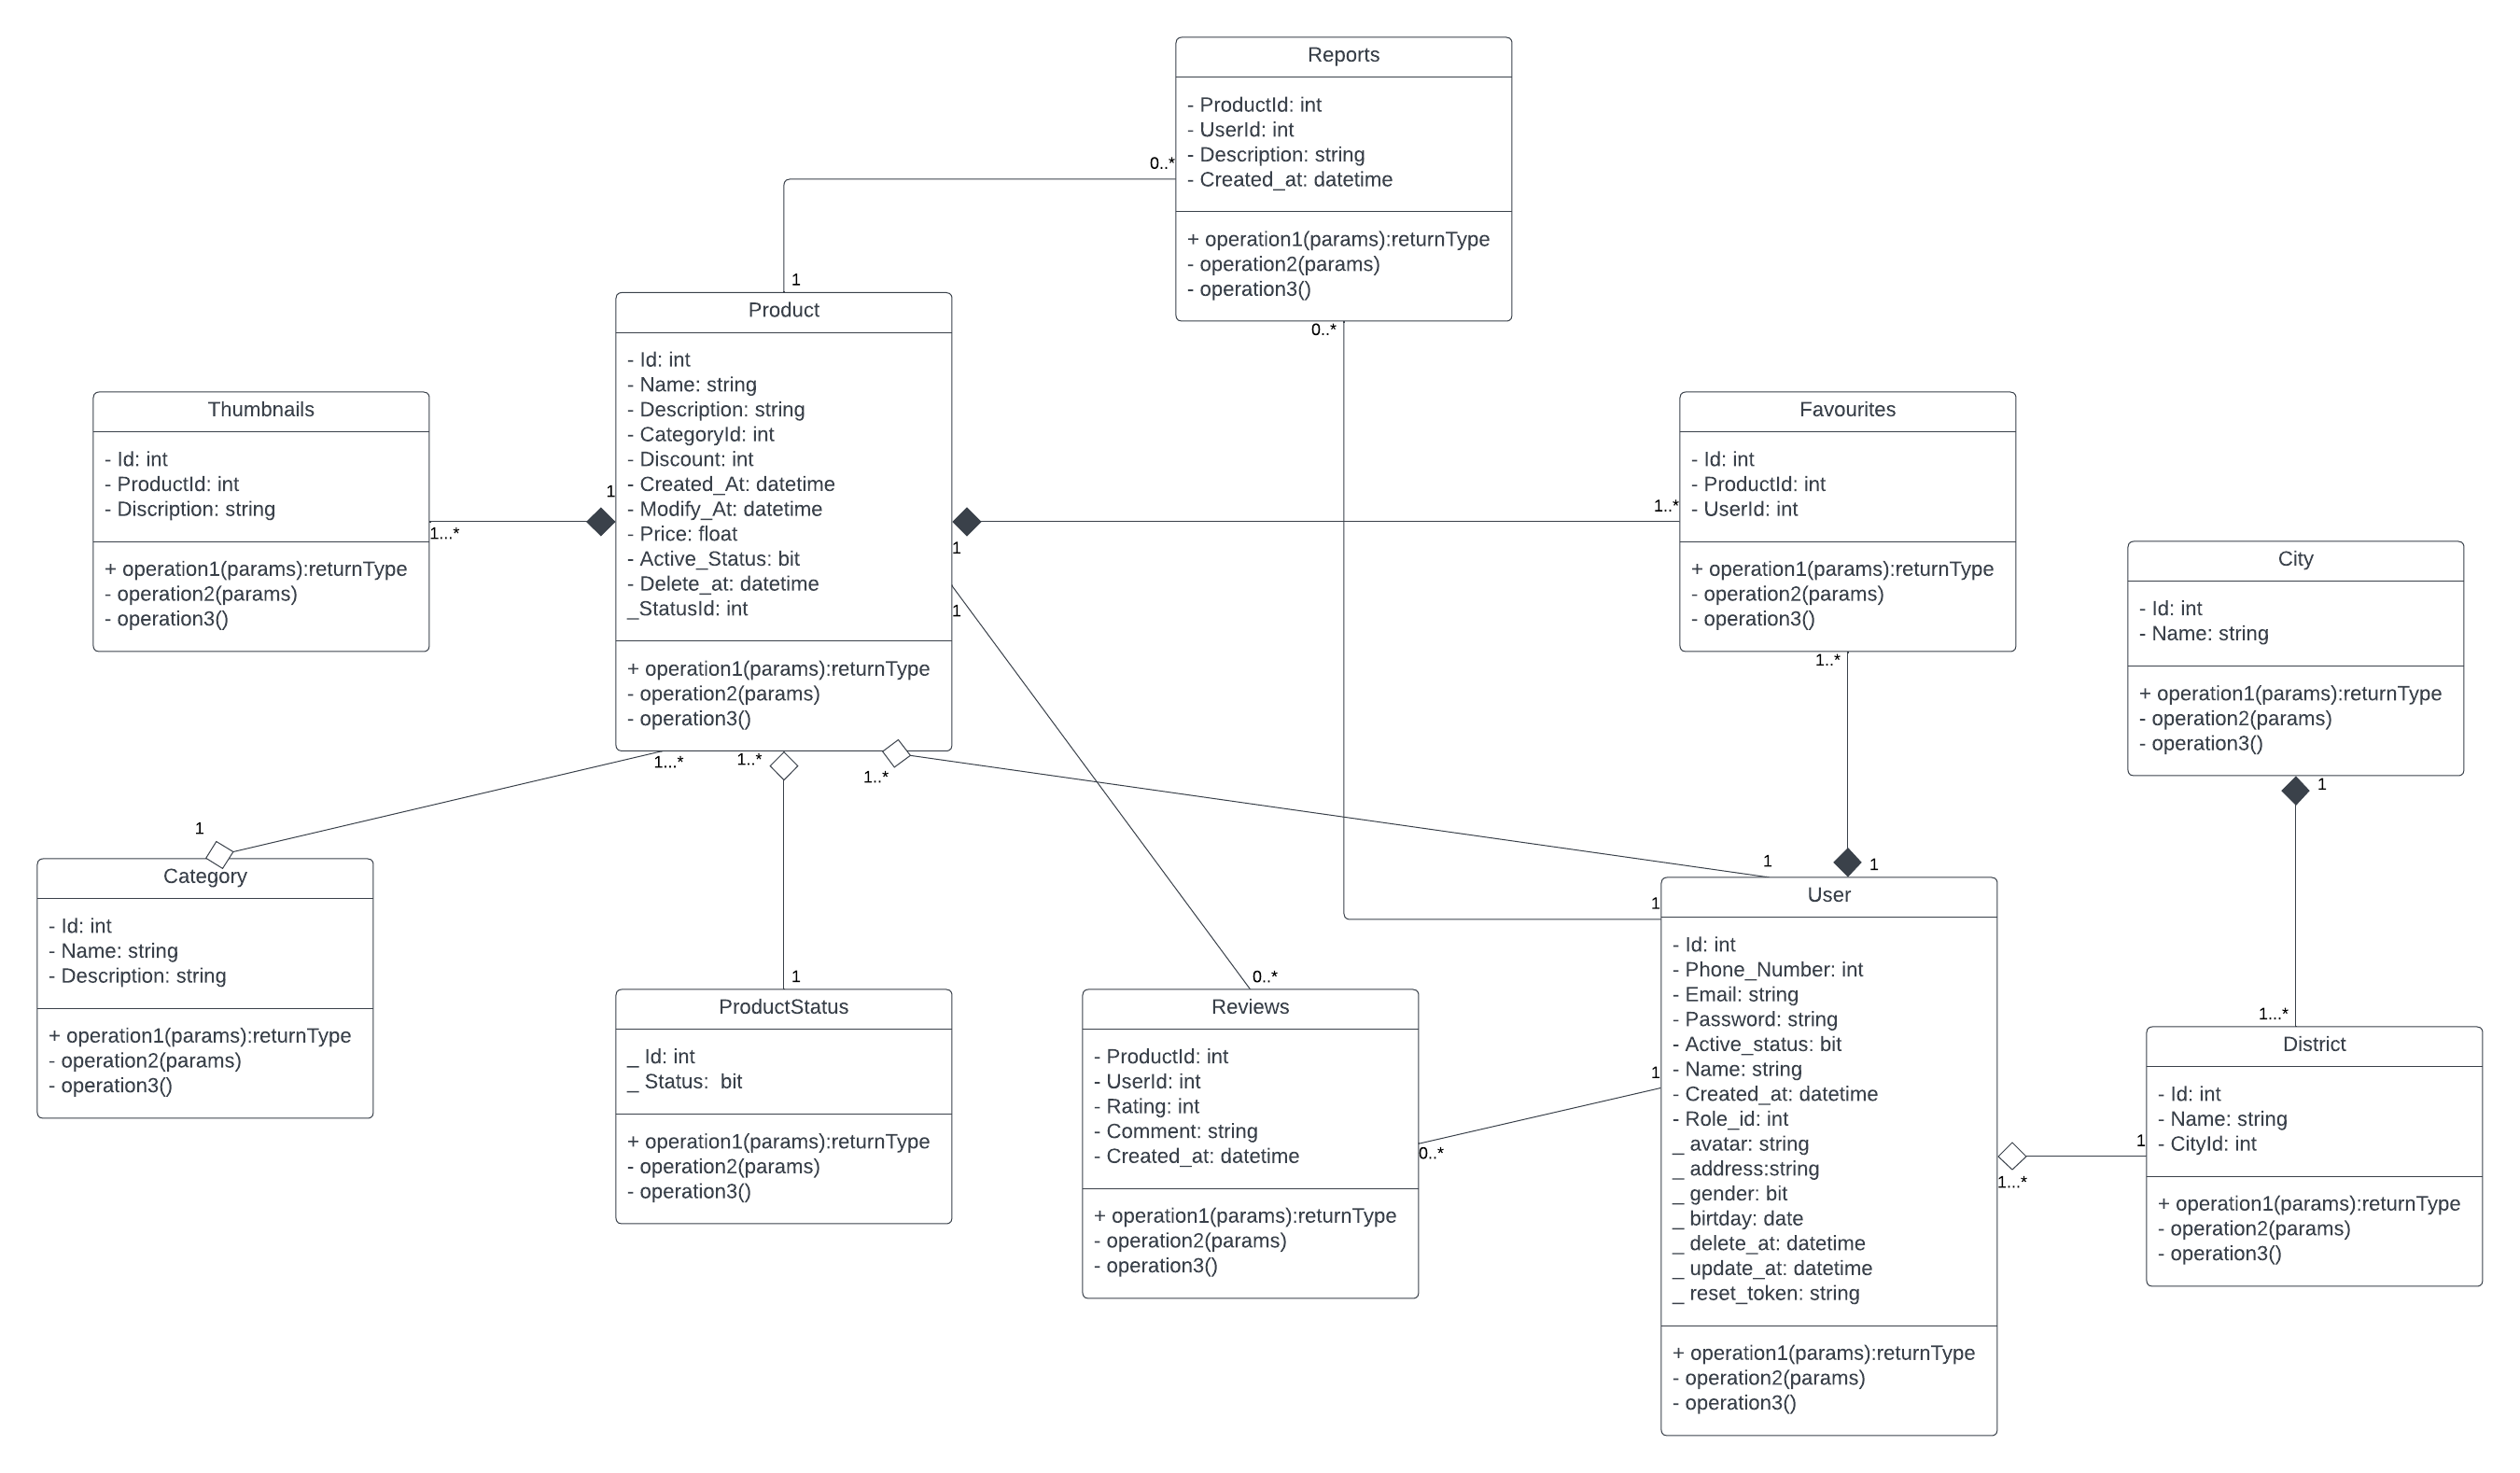 Reports
- ProductId: int
- UserId: int
- Description: string
- Created_at: datetime
+ operation1(params):returnType
- operation2(params)
- operation3()
0..*
1
0..*
Product
- Id: int
- Name: string
- Description: string
- CategoryId: int
- Discount: int
- Created_At: datetime
- Modify_At: datetime
- Price: float
- Active_Status: bit
- Delete_at: datetime
_StatusId: int
+ operation1(params):returnType
- operation2(params)
- operation3()
Thumbnails
- Id: int
- ProductId: int
- Discription: string
+ operation1(params):returnType
- operation2(params)
- operation3()
1
1...*
1
1
1..*
Favourites
- Id: int
- ProductId: int
- UserId: int
+ operation1(params):returnType
- operation2(params)
- operation3()
1..*
City
- Id: int
- Name: string
+ operation1(params):returnType
- operation2(params)
- operation3()
1
1...*
1...*
1..*
1..*
1
Category
- Id: int
- Name: string
- Description: string
+ operation1(params):returnType
- operation2(params)
- operation3()
1
ProductStatus
_ Id: int
_ Status:  bit
+ operation1(params):returnType
- operation2(params)
- operation3()
0..*
Reviews
- ProductId: int
- UserId: int
- Rating: int
- Comment: string
- Created_at: datetime
+ operation1(params):returnType
- operation2(params)
- operation3()
0..*
1
1
1
1
User
- Id: int
- Phone_Number: int
- Email: string
- Password: string
- Active_status: bit
- Name: string
- Created_at: datetime
- Role_id: int
_ avatar: string
_ address:string
_ gender: bit
_ birtday: date
_ delete_at: datetime
_ update_at: datetime
_ reset_token: string
+ operation1(params):returnType
- operation2(params)
- operation3()
1...*
1
District
- Id: int
- Name: string
- CityId: int
+ operation1(params):returnType
- operation2(params)
- operation3()